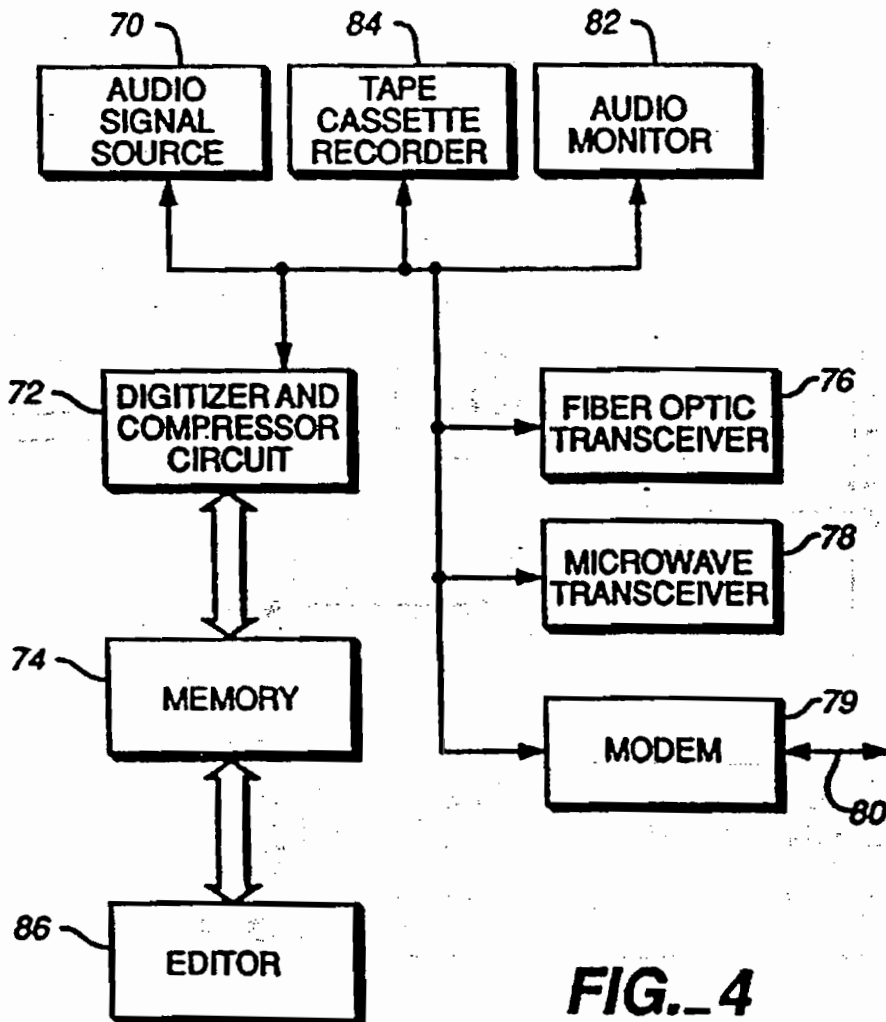 70
84
82
AUDIO
SIGNAL
SOURCE
TAPE
CASSETTE
RECORDER
AUDIO
MONITOR
72
DIGITIZER AND
COMPRESSOR
CIRCUIT
76
FIBER OPTIC
TRANSCEIVER
78
MICROWAVE
TRANSCEIVER
74
MEMORY
79
MODEM
80
86
EDITOR
FIG._4